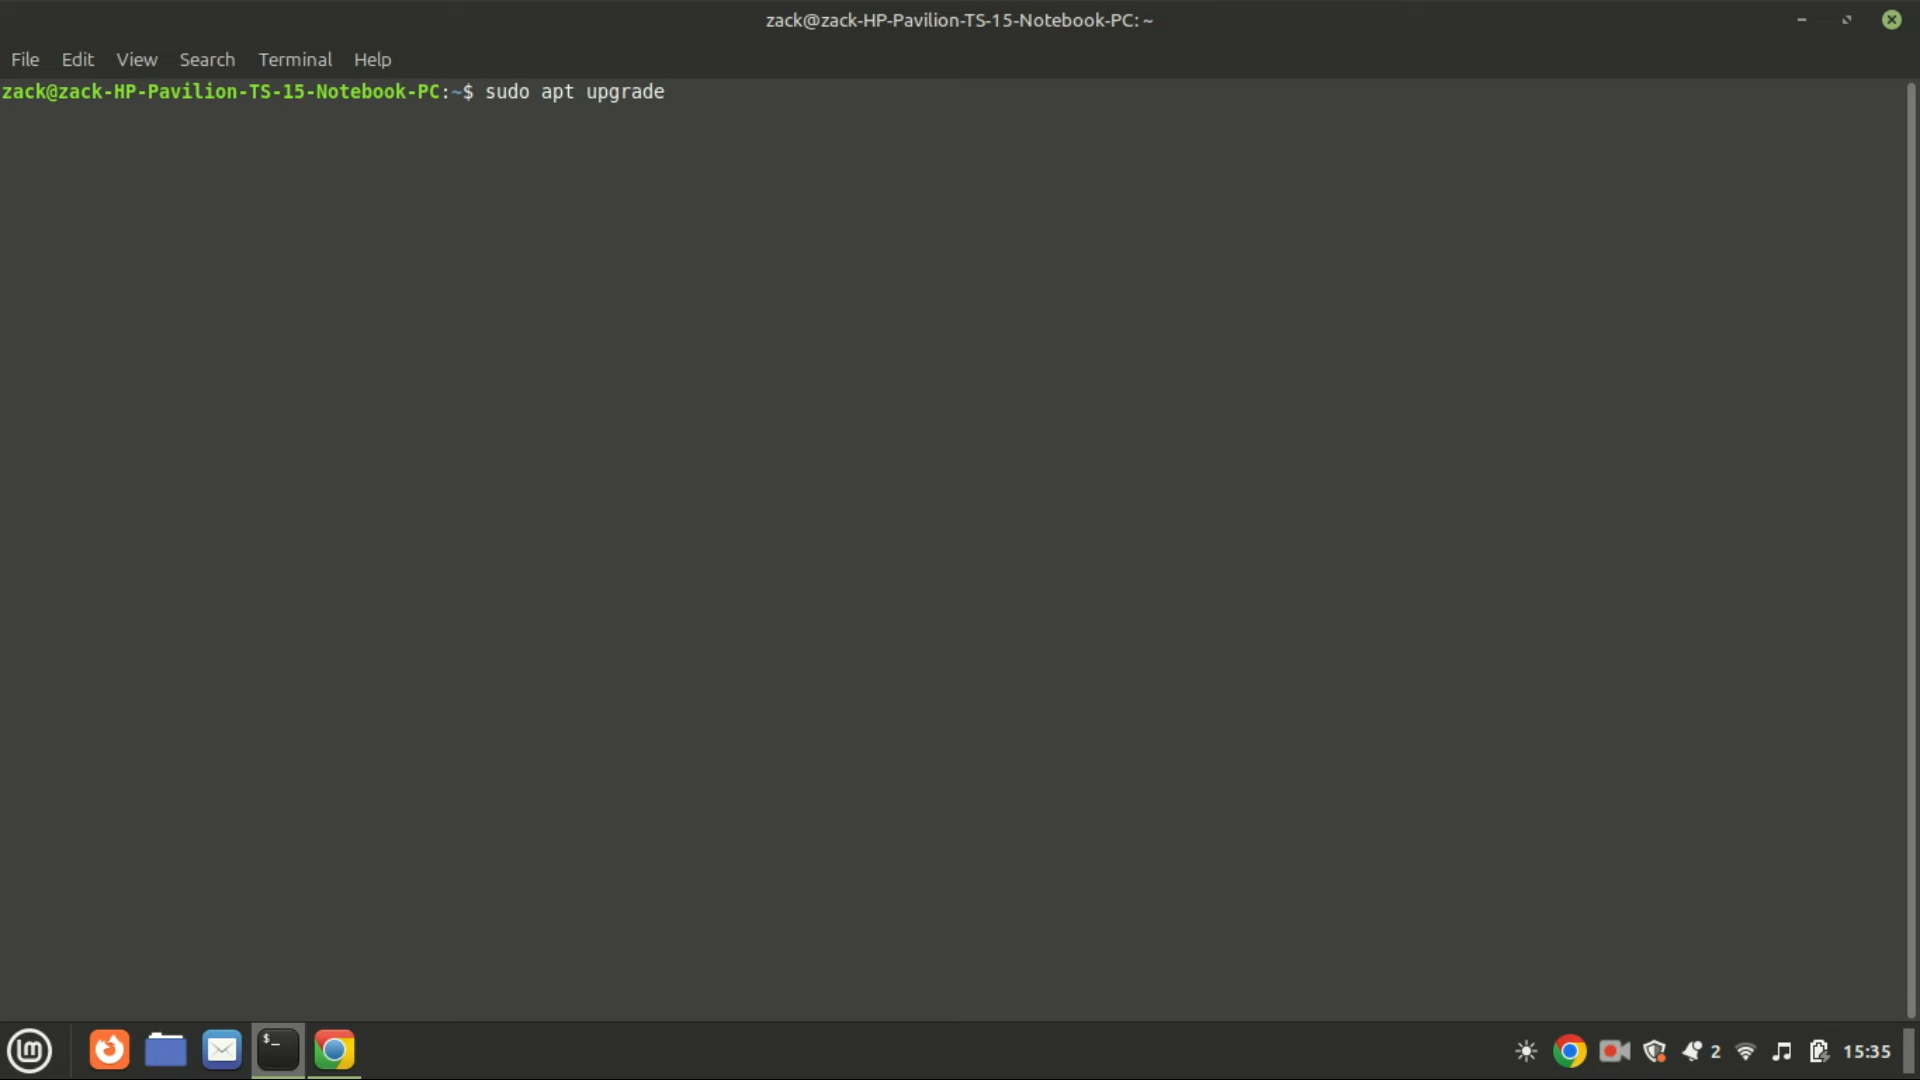 zack@zack-HP-Pavilion-TS-15-Notebook-PC: ~
File Edit View Search Terminal Help
zack@zack-HP-Pavilion-TS-15-Notebook-PC:~$ sudo apt upgrade
$_
2 15:35